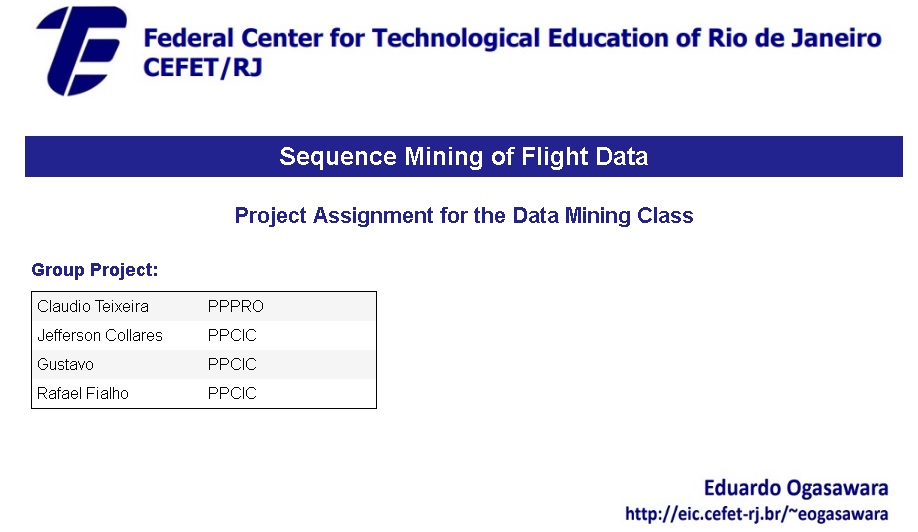 Federal Center for Technological Education of Rio de Janeiro
CEFET/RJ
Sequence Mining of Flight Data
Project Assignment for the Data Mining Class
Group Project:
Claudio Teixeira PPPRO
Jefferson Collares PPCIC
Gustavo PPCIC
Rafael Fialho PPCIC
Eduardo Ogasawara
http://eic.cefet-rj.br/~eogasawara